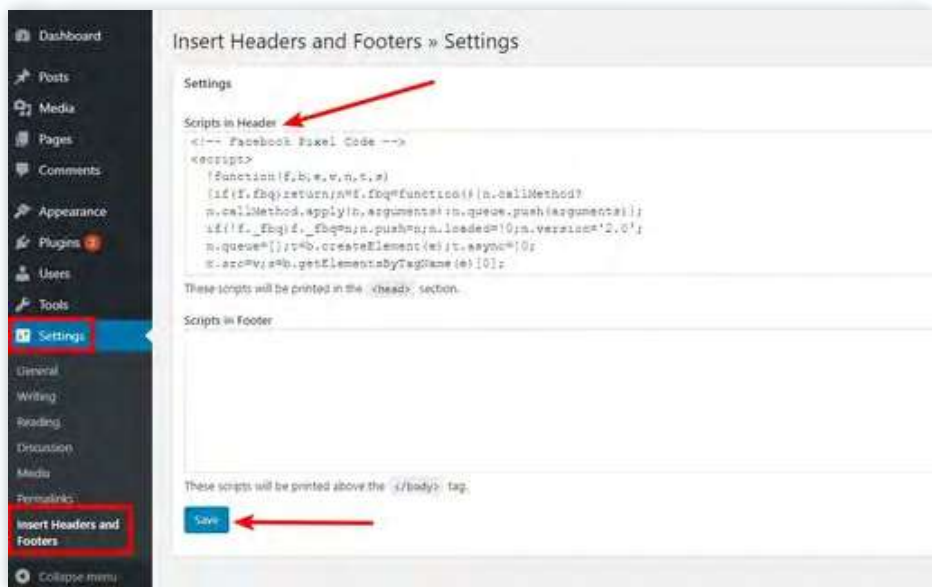 Dashboard
Posts
Media
Pages
Comments
Appearance
Plugins
Users
Tools
Settings
General
Writing
Reading
Discussion
Media
Permalinks
Insert Headers and
Footers
Collapse menu
Insert Headers and Footers » Settings
Settings
Scripts in Header
<!-- Facebook Pixel Code -->
<script>
!function(f,b,e,v,n,t,s)
{if(f.fbq)return;n=f.fbq=function(){n.callMethod?
n.callMethod.apply(n,arguments):n.queue.push(arguments)};
if(!f._fbq)f._fbq=n;n.push=n;n.loaded=!0;n.version='2.0';
n.queue=[];t=b.createElement(e);t.async=!0;
t.src=v;s=b.getElementsByTagName(e)[0];
These scripts will be printed in the <head> section.
Scripts in Footer
These scripts will be printed above the </body> tag.
Save